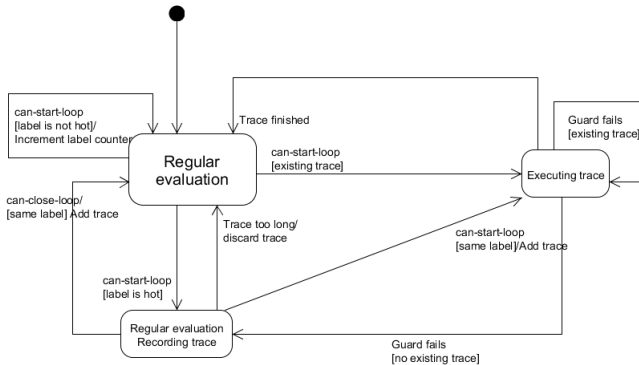 can-start-loop
[label is not hot]/
Increment label counter
Trace finished
Guard fails
[existing trace]
Regular
evaluation
can-start-loop
[existing trace]
Executing trace
can-close-loop/
[same label] Add trace
Trace too long/
discard trace
can-start-loop
[same label]/Add trace
can-start-loop
[label is hot]
Regular evaluation
Recording trace
Guard fails
[no existing trace]